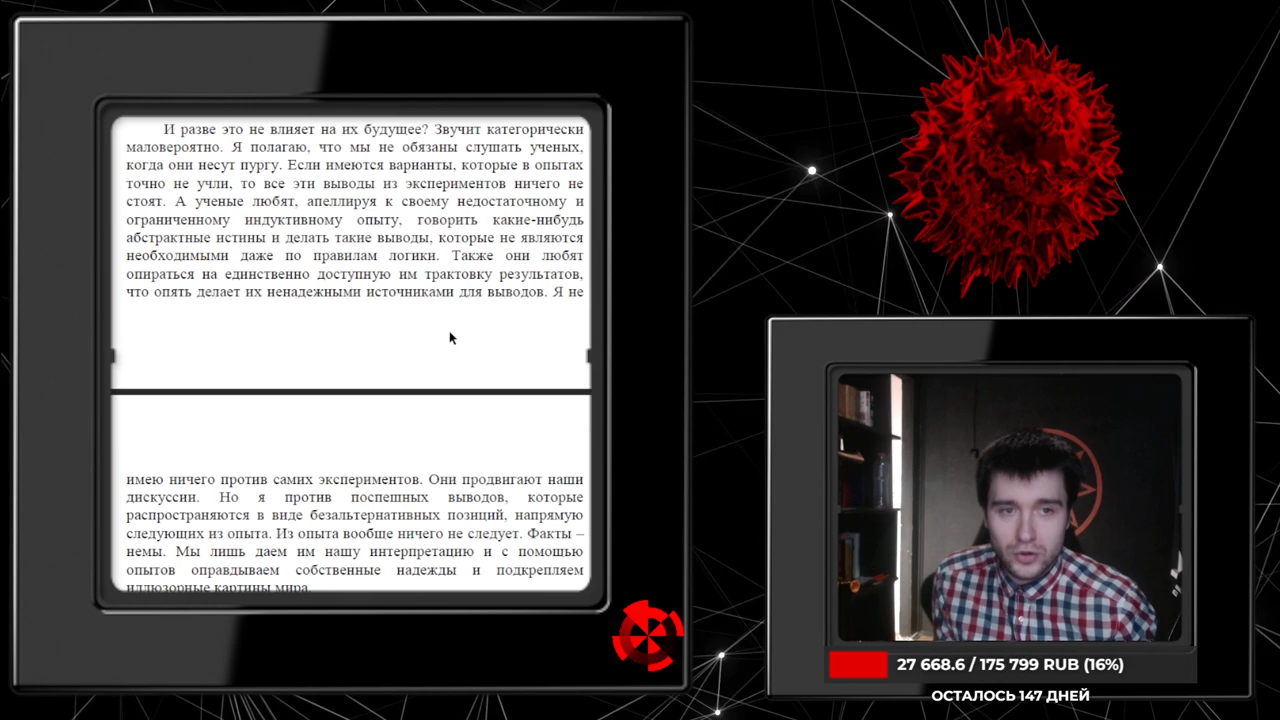 И разве это не влияет на их будущее? Звучит категорически
маловероятно. Я полагаю, что мы не обязаны слушать ученых,
когда они несут пургу. Если имеются варианты, которые в опытах
точно не учли, то все эти выводы из экспериментов ничего не
стоят. А ученые любят, апеллируя к своему недостаточному и
ограниченному индуктивному опыту, говорить какие-нибудь
абстрактные истины и делать такие выводы, которые не являются
необходимыми даже по правилам логики. Также они любят
опираться на единственно доступную им трактовку результатов,
что опять делает их ненадежными источниками для выводов. Я не
имею ничего против самих экспериментов. Они продвигают наши
дискуссии. Но я против поспешных выводов, которые
распространяются в виде безальтернативных позиций, напрямую
следующих из опыта. Из опыта вообще ничего не следует. Факты –
немы. Мы лишь даем им нашу интерпретацию и с помощью
опытов оправдываем собственные надежды и подкрепляем
иллюзорные картины мира.
27 668.6 / 175 799 RUB (16%)
ОСТАЛОСЬ 147 ДНЕЙ